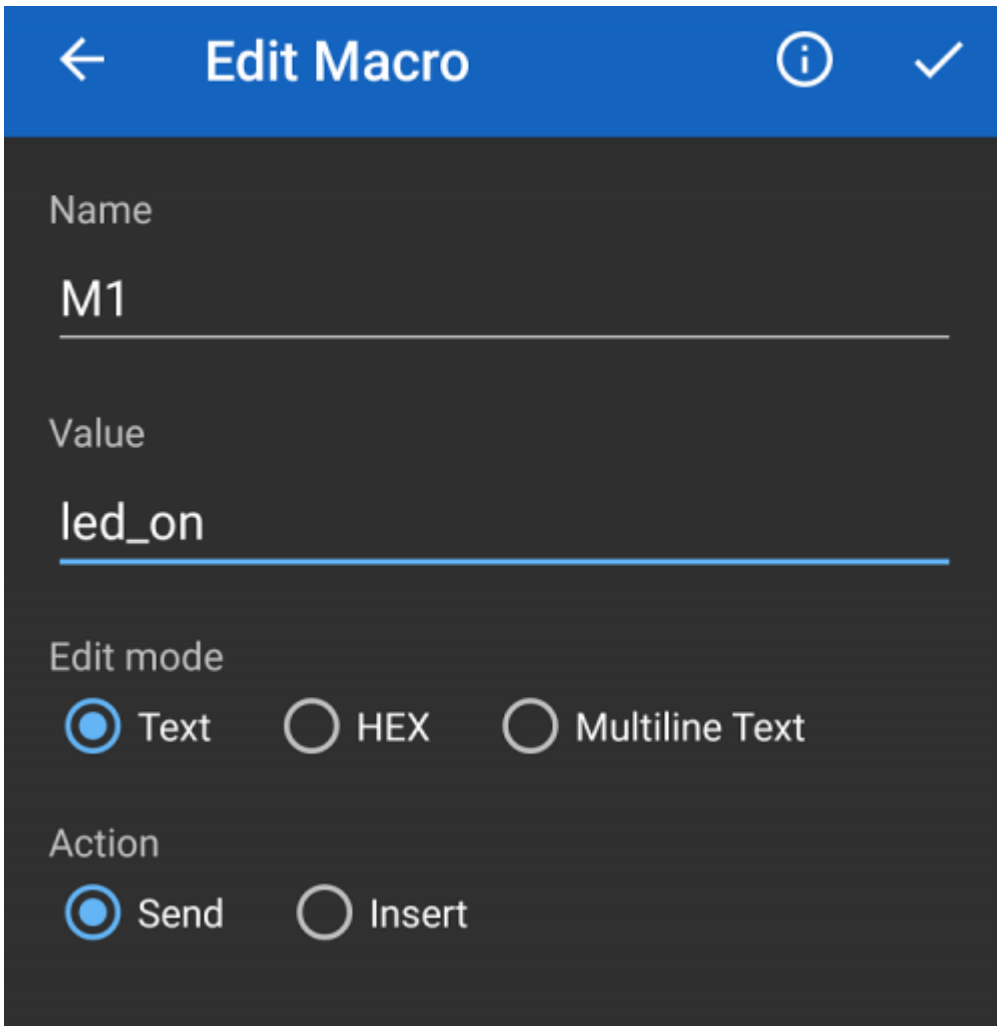 Edit Macro
Name
M1
Value
led_on
Edit mode
Text HEX Multiline Text
Action
Send Insert